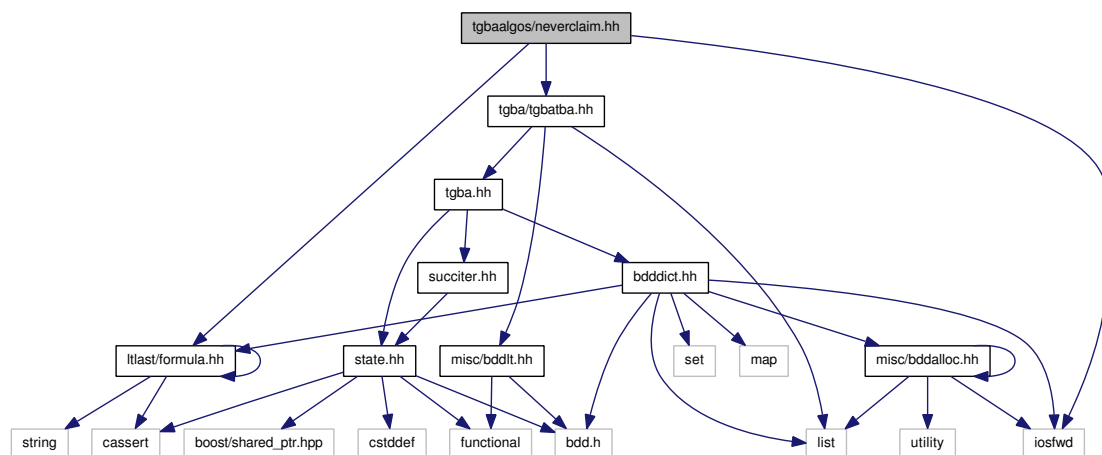 tgbaalgos/neverclaim.hh
tgba/tgbatba.hh
tgba.hh
succiter.hh
bdddict.hh
ltlast/formula.hh
state.hh
misc/bddlt.hh
set
map
misc/bddalloc.hh
string
cassert
boost/shared_ptr.hpp
cstddef
functional
bdd.h
list
utility
iosfwd